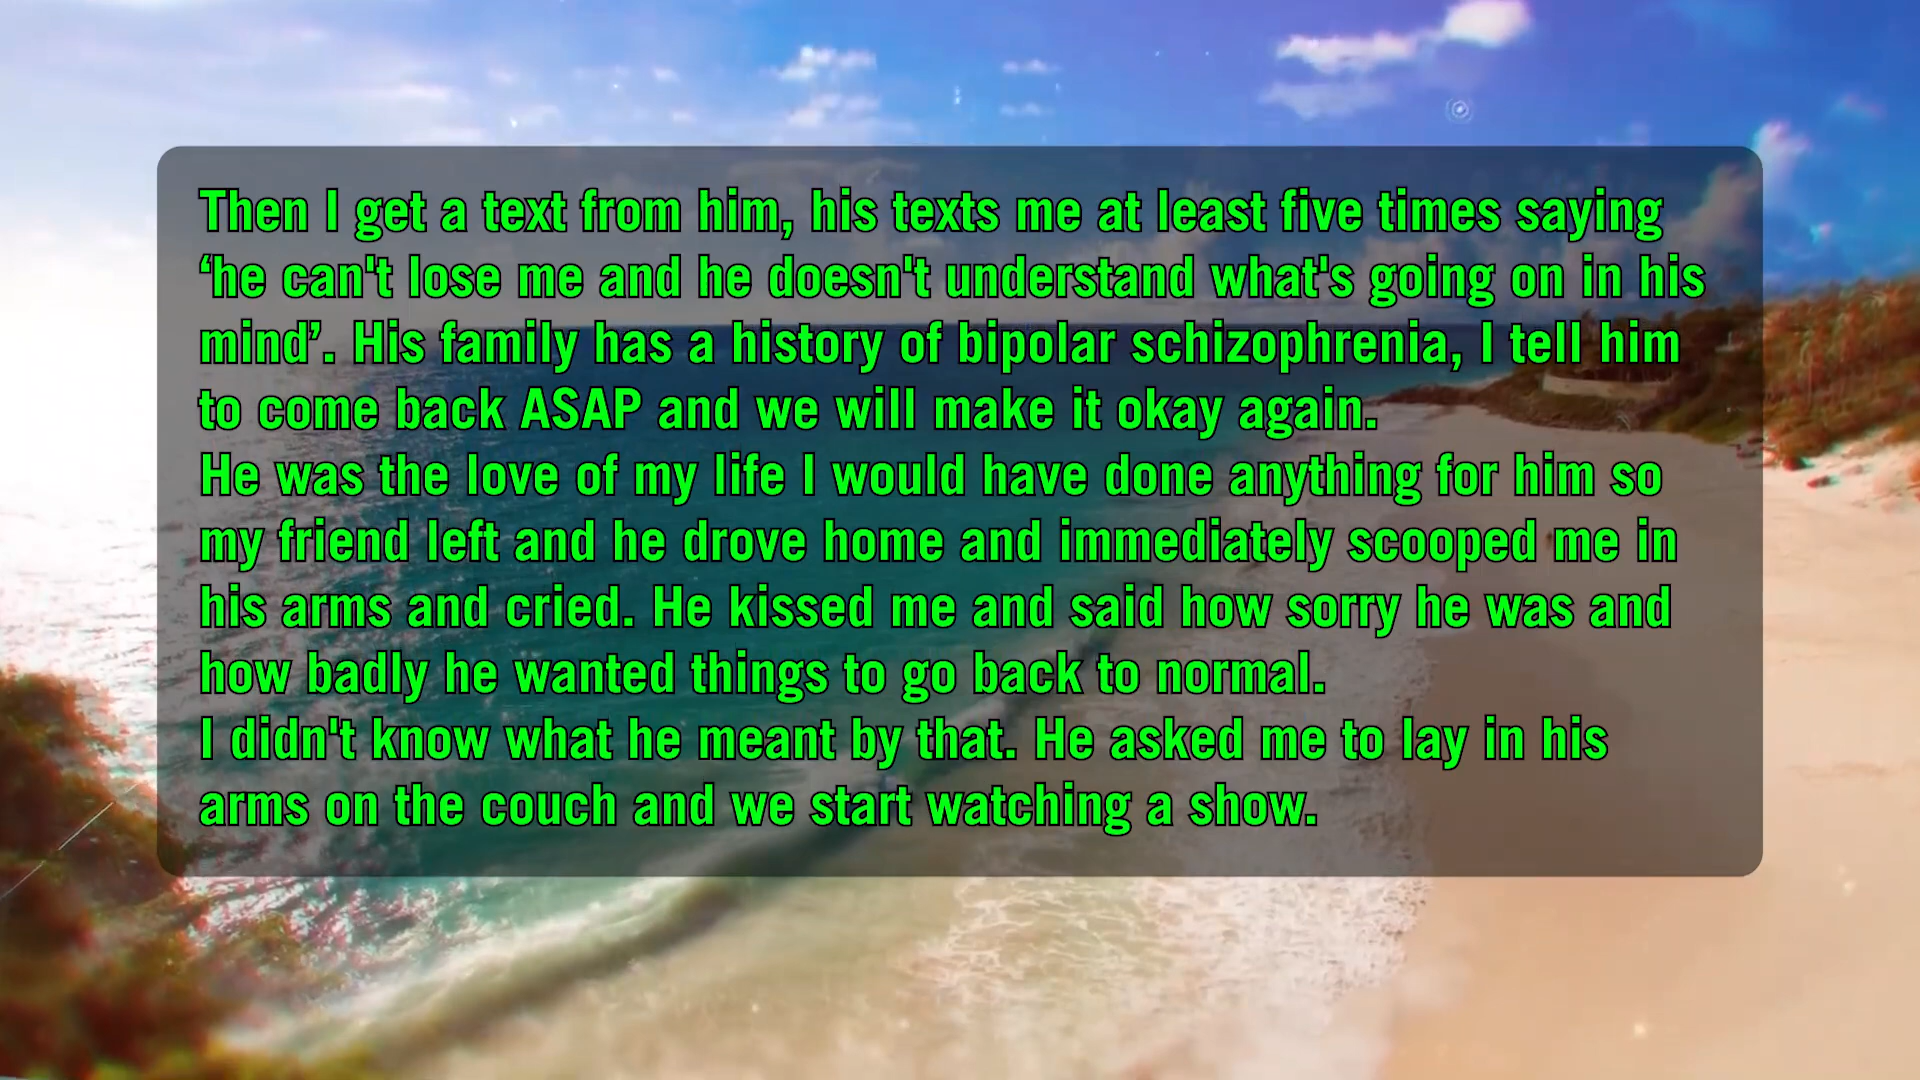 Then I get a text from him, his texts me at least five times saying
‘he can't lose me and he doesn't understand what's going on in his
mind’. His family has a history of bipolar schizophrenia, I tell him
to come back ASAP and we will make it okay again.
He was the love of my life I would have done anything for him so
my friend left and he drove home and immediately scooped me in
his arms and cried. He kissed me and said how sorry he was and
how badly he wanted things to go back to normal.
I didn't know what he meant by that. He asked me to lay in his
arms on the couch and we start watching a show.